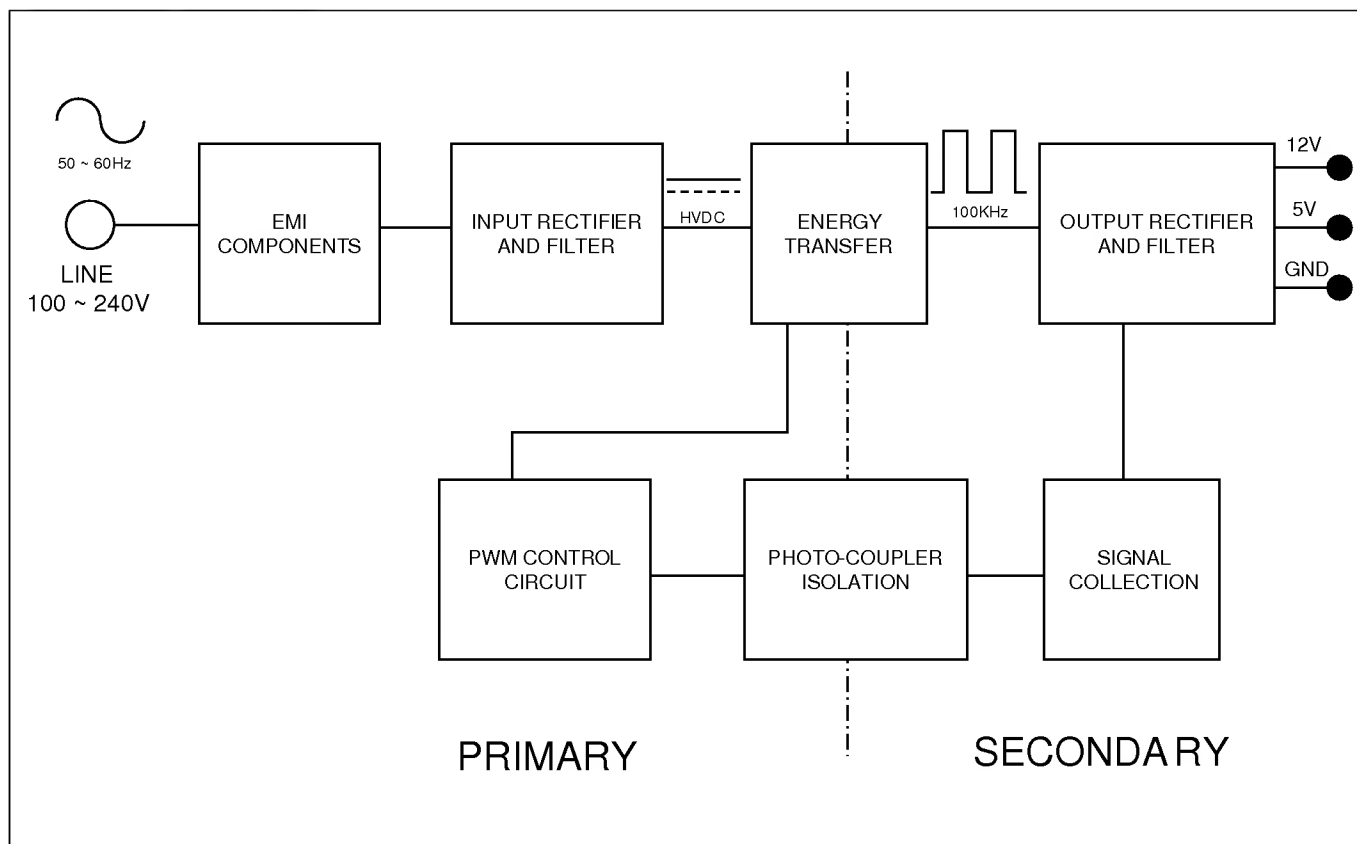 50 ~ 60Hz
LINE
100 ~ 240V
EMI
COMPONENTS
INPUT RECTIFIER
AND FILTER
HVDC
ENERGY
TRANSFER
100KHz
OUTPUT RECTIFIER
AND FILTER
12V
5V
GND
PWM CONTROL
CIRCUIT
PHOTO-COUPLER
ISOLATION
SIGNAL
COLLECTION
PRIMARY
SECONDARY